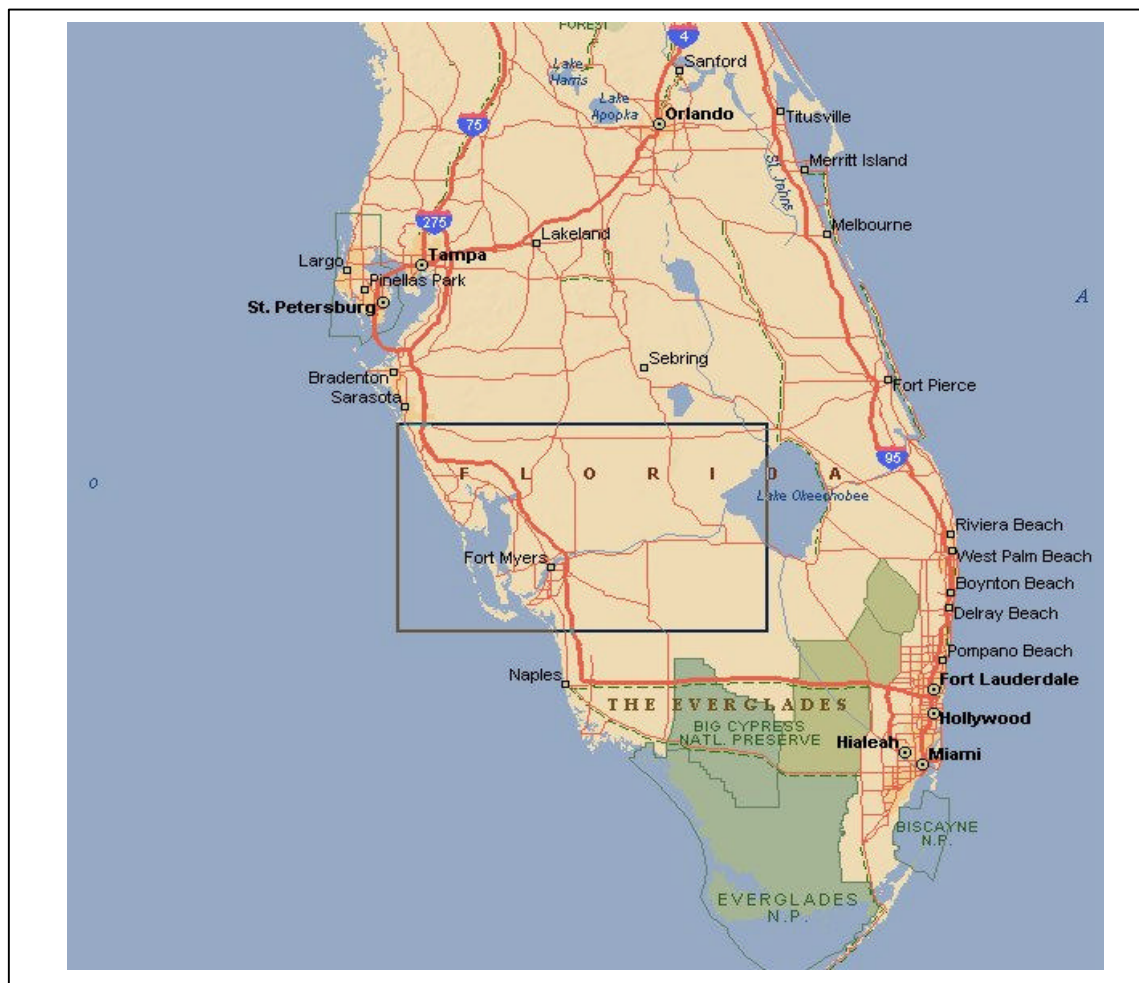 FOREST
4
Sanford
Lake
Harris
Lake
Apopka
Orlando
Titusville
75
Merritt Island
St. Johns
275
Melbourne
Lakeland
Tampa
Largo
Pinellas Park
St. Petersburg
A
Sebring
Bradenton
Fort Pierce
Sarasota
95
FLORIDA
o
Lake Okeechobee
Riviera Beach
Fort Myers
West Palm Beach
Boynton Beach
Delray Beach
Pompano Beach
Naples
Fort Lauderdale
THE EVERGLADES
Hollywood
BIG CYPRESS
NATL. PRESERVE
Hialeah
Miami
BISCAYNE
N.P.
EVERGLADES
N.P.